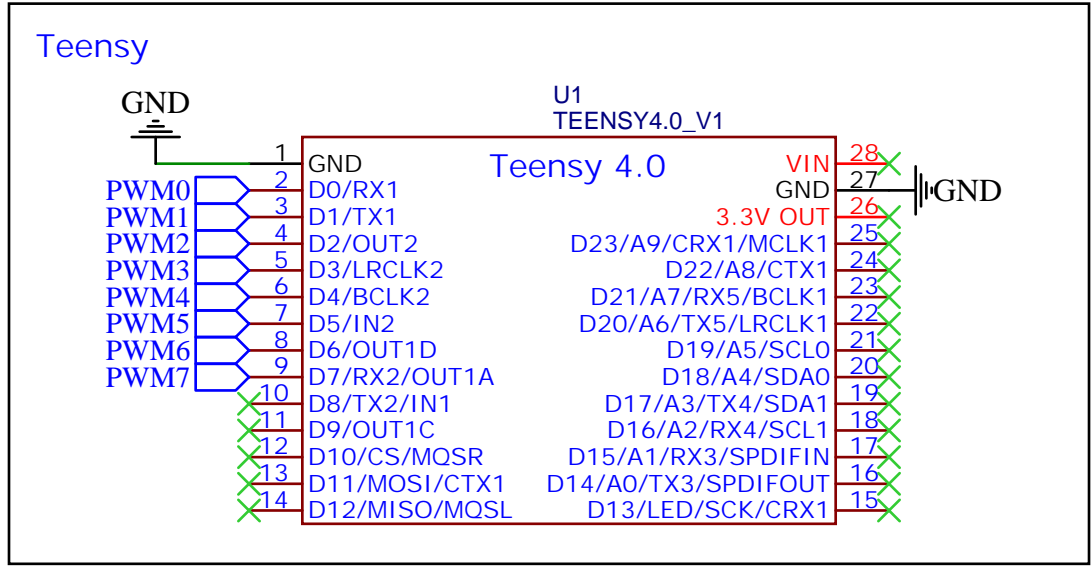 Teensy
GND
U1
TEENSY4.0_V1
Teensy 4.0
1 GND
PWM0 2 D0/RX1
PWM1 3 D1/TX1
PWM2 4 D2/OUT2
PWM3 5 D3/LRCLK2
PWM4 6 D4/BCLK2
PWM5 7 D5/IN2
PWM6 8 D6/OUT1D
PWM7 9 D7/RX2/OUT1A
10 D8/TX2/IN1
11 D9/OUT1C
12 D10/CS/MQSR
13 D11/MOSI/CTX1
14 D12/MISO/MQSL
VIN 28
GND 27 GND
3.3V OUT 26
D23/A9/CRX1/MCLK1 25
D22/A8/CTX1 24
D21/A7/RX5/BCLK1 23
D20/A6/TX5/LRCLK1 22
D19/A5/SCL0 21
D18/A4/SDA0 20
D17/A3/TX4/SDA1 19
D16/A2/RX4/SCL1 18
D15/A1/RX3/SPDIFIN 17
D14/A0/TX3/SPDIFOUT 16
D13/LED/SCK/CRX1 15